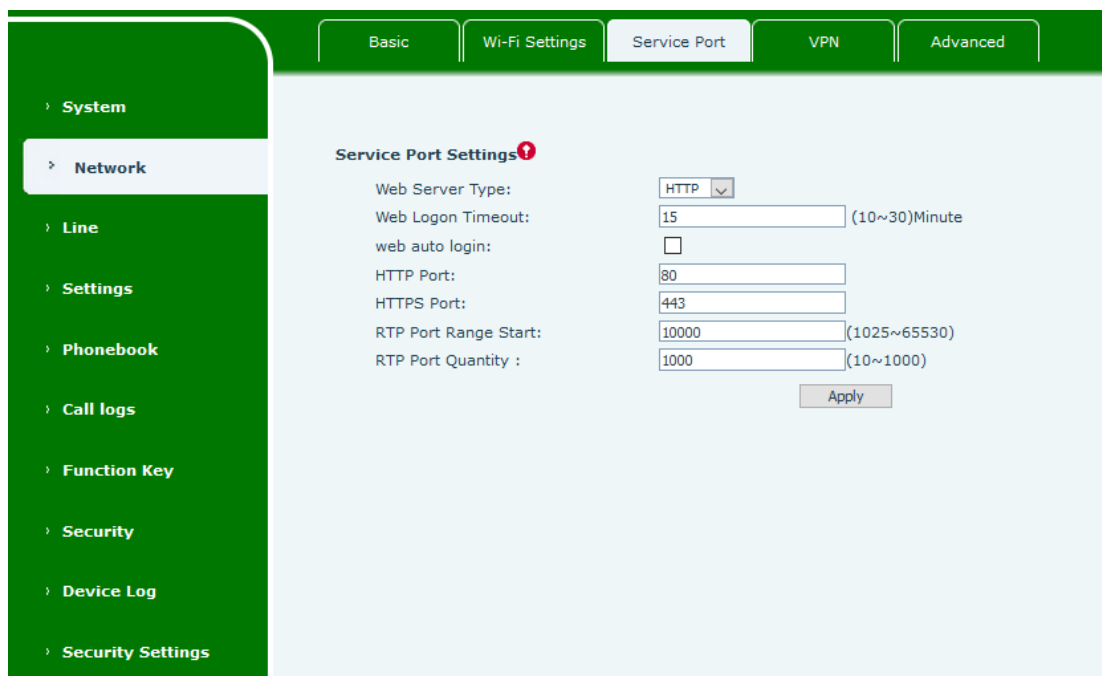 Basic Wi-Fi Settings Service Port VPN Advanced
System
Network
Line
Settings
Phonebook
Call logs
Function Key
Security
Device Log
Security Settings
Service Port Settings
Web Server Type: HTTP
Web Logon Timeout: 15 (10~30)Minute
web auto login:
HTTP Port: 80
HTTPS Port: 443
RTP Port Range Start: 10000 (1025~65530)
RTP Port Quantity : 1000 (10~1000)
Apply